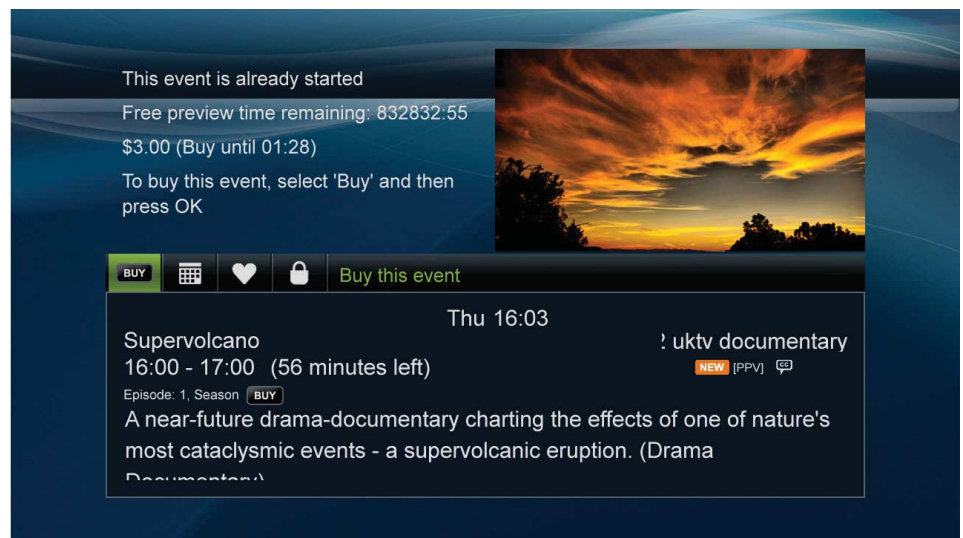 This event is already started
Free preview time remaining: 832832:55
$3.00 (Buy until 01:28)
To buy this event, select 'Buy' and then
press OK
BUY Buy this event
Thu 16:03
Supervolcano
uktv documentary
16:00 - 17:00 (56 minutes left)
NEW [PPV] CC
Episode: 1, Season BUY
A near-future drama-documentary charting the effects of one of nature's
most cataclysmic events - a supervolcanic eruption. (Drama
Documentary)